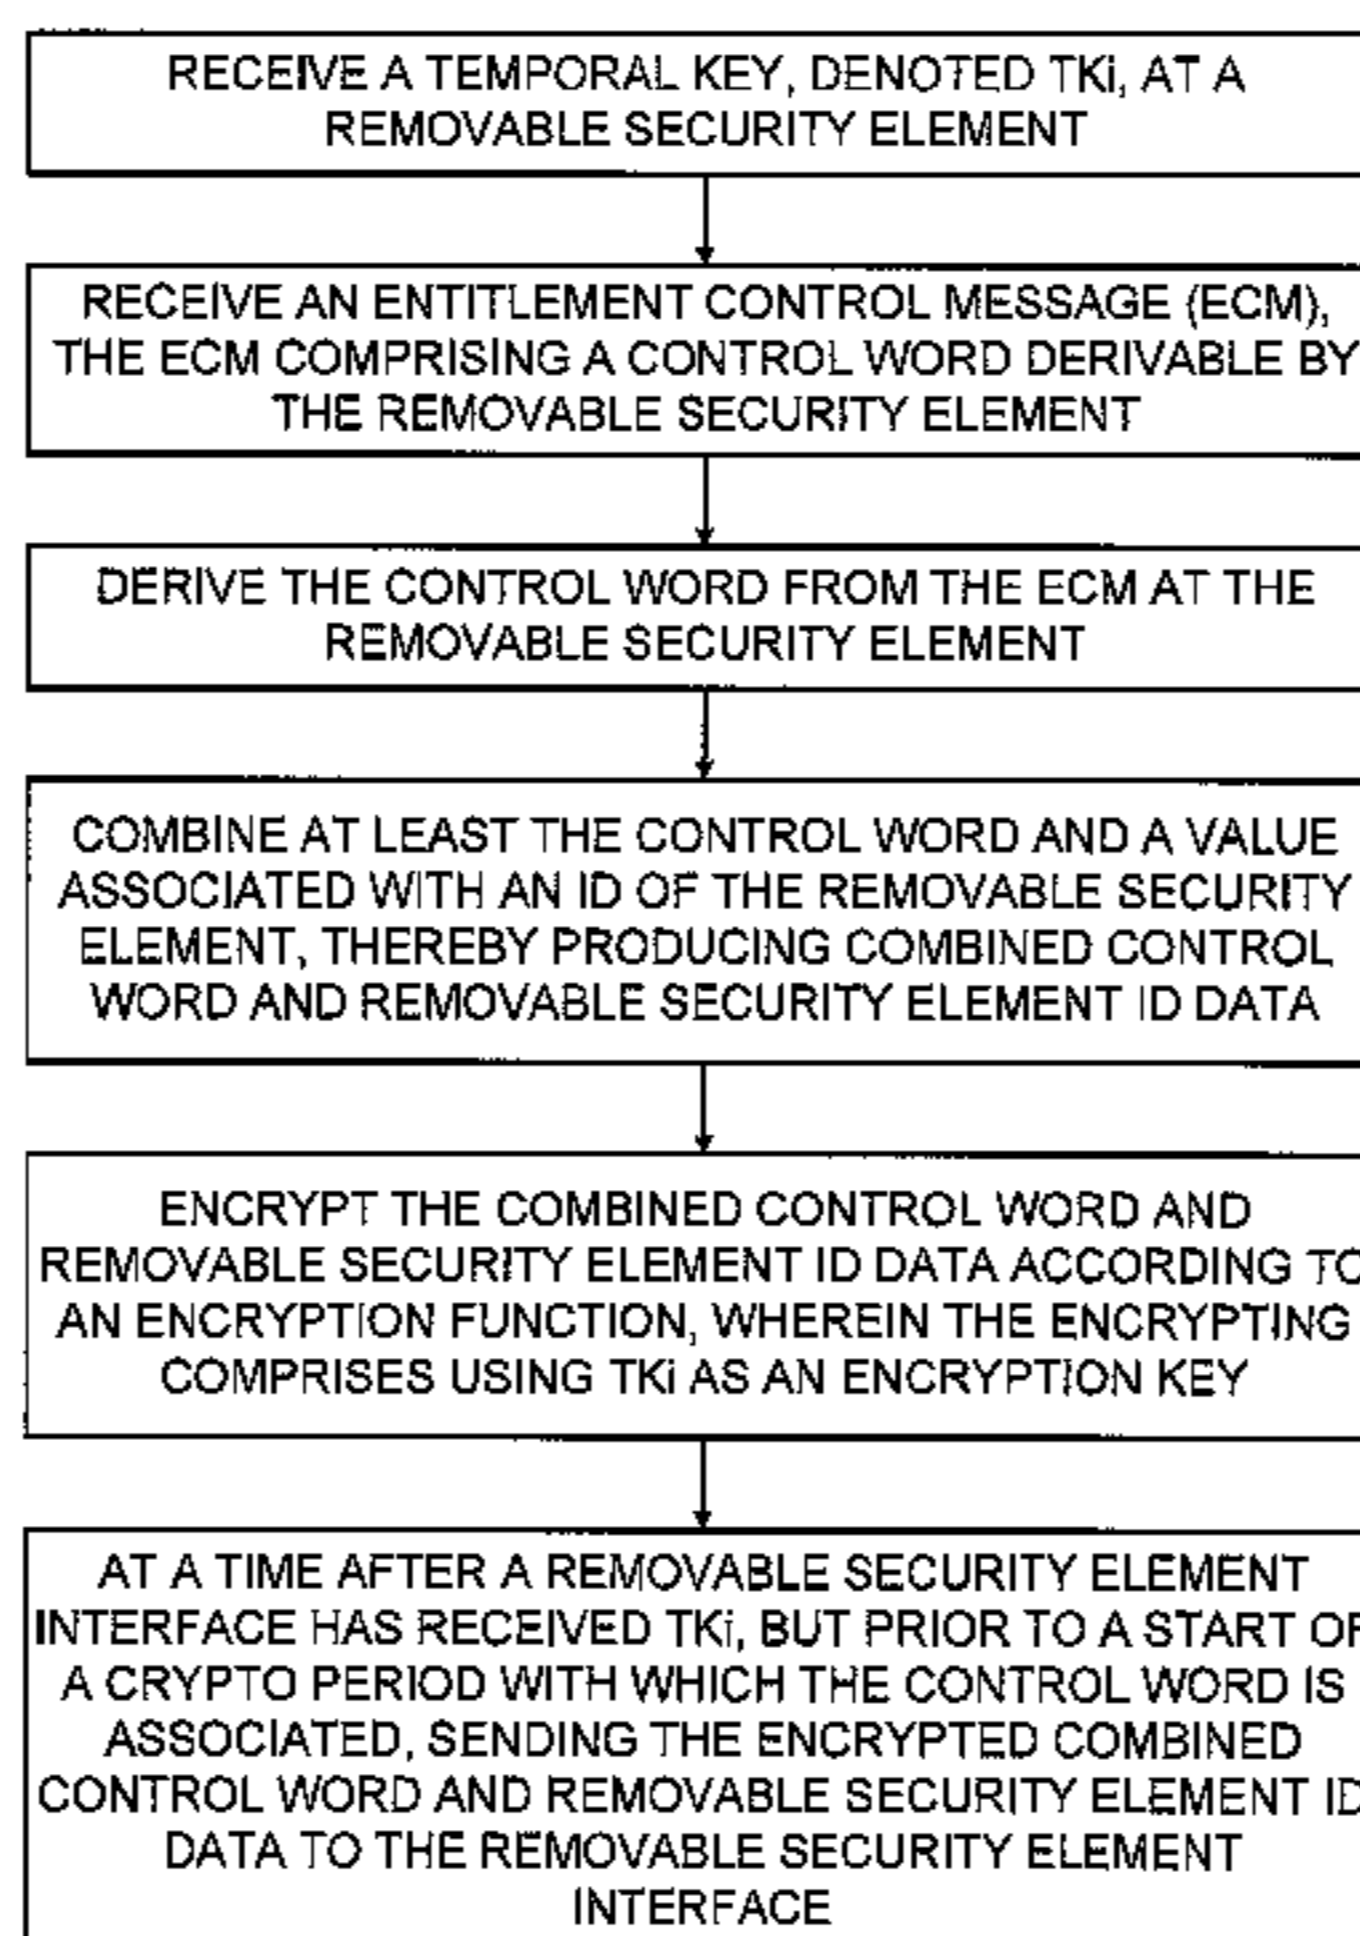 RECEIVE A TEMPORAL KEY, DENOTED TKi, AT A
REMOVABLE SECURITY ELEMENT
RECEIVE AN ENTITLEMENT CONTROL MESSAGE (ECM),
THE ECM COMPRISING A CONTROL WORD DERIVABLE BY
THE REMOVABLE SECURITY ELEMENT
DERIVE THE CONTROL WORD FROM THE ECM AT THE
REMOVABLE SECURITY ELEMENT
COMBINE AT LEAST THE CONTROL WORD AND A VALUE
ASSOCIATED WITH AN ID OF THE REMOVABLE SECURITY
ELEMENT, THEREBY PRODUCING COMBINED CONTROL
WORD AND REMOVABLE SECURITY ELEMENT ID DATA
ENCRYPT THE COMBINED CONTROL WORD AND
REMOVABLE SECURITY ELEMENT ID DATA ACCORDING TO
AN ENCRYPTION FUNCTION, WHEREIN THE ENCRYPTING
COMPRISES USING TKi AS AN ENCRYPTION KEY
AT A TIME AFTER A REMOVABLE SECURITY ELEMENT
INTERFACE HAS RECEIVED TKi, BUT PRIOR TO A START OF
A CRYPTO PERIOD WITH WHICH THE CONTROL WORD IS
ASSOCIATED, SENDING THE ENCRYPTED COMBINED
CONTROL WORD AND REMOVABLE SECURITY ELEMENT ID
DATA TO THE REMOVABLE SECURITY ELEMENT
INTERFACE